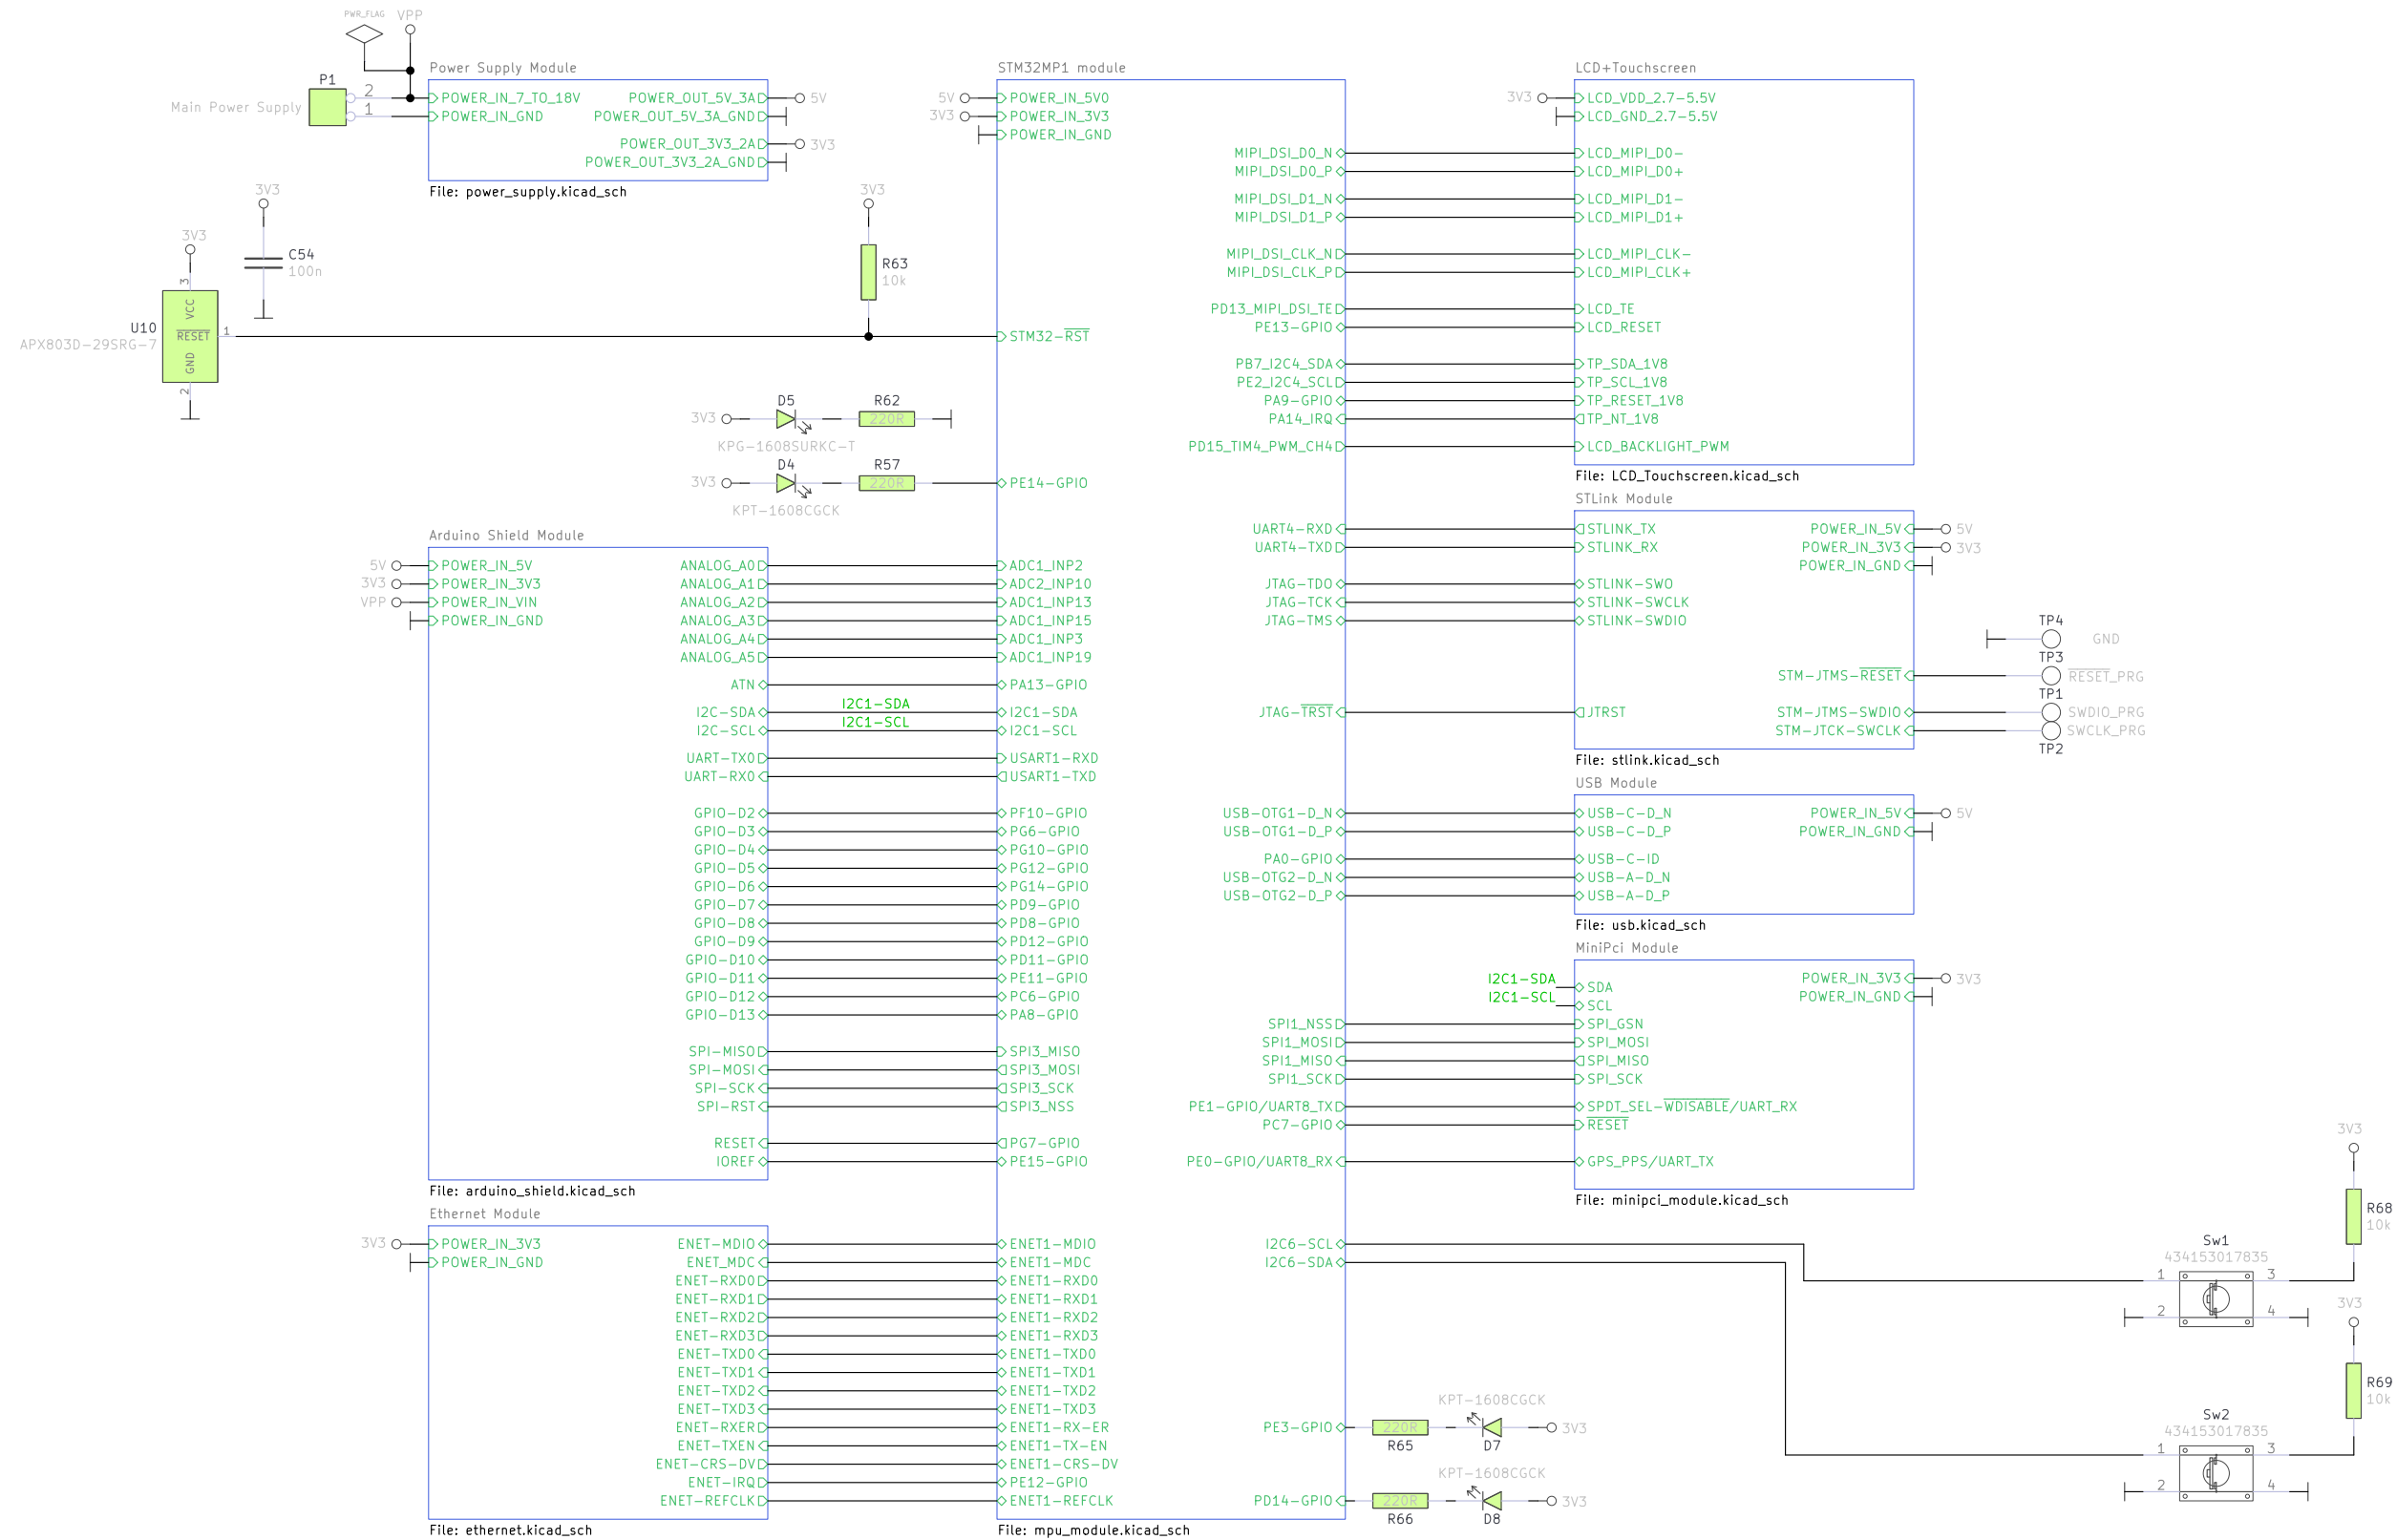 PWR_FLAG
VPP
P1
Main Power Supply
2
1
Power Supply Module
POWER_IN_7_TO_18V
POWER_IN_GND
POWER_OUT_5V_3A
POWER_OUT_5V_3A_GND
POWER_OUT_3V3_2A
POWER_OUT_3V3_2A_GND
5V
3V3
File: power_supply.kicad_sch
3V3
C54
100n
3V3
3
VCC
RESET
GND
1
2
U10
APX803D-29SRG-7
3V3
R63
10k
3V3
D5
KPG-1608SURKC-T
R62
220R
3V3
D4
KPT-1608CGCK
R57
220R
Arduino Shield Module
5V
3V3
VPP
POWER_IN_5V
POWER_IN_3V3
POWER_IN_VIN
POWER_IN_GND
ANALOG_A0
ANALOG_A1
ANALOG_A2
ANALOG_A3
ANALOG_A4
ANALOG_A5
ATN
I2C-SDA
I2C-SCL
UART-TX0
UART-RX0
GPIO-D2
GPIO-D3
GPIO-D4
GPIO-D5
GPIO-D6
GPIO-D7
GPIO-D8
GPIO-D9
GPIO-D10
GPIO-D11
GPIO-D12
GPIO-D13
SPI-MISO
SPI-MOSI
SPI-SCK
SPI-RST
RESET
IOREF
File: arduino_shield.kicad_sch
I2C1-SDA
I2C1-SCL
Ethernet Module
3V3
POWER_IN_3V3
POWER_IN_GND
ENET-MDIO
ENET_MDC
ENET-RXD0
ENET-RXD1
ENET-RXD2
ENET-RXD3
ENET-TXD0
ENET-TXD1
ENET-TXD2
ENET-TXD3
ENET-RXER
ENET-TXEN
ENET-CRS-DV
ENET-IRQ
ENET-REFCLK
File: ethernet.kicad_sch
STM32MP1 module
5V
3V3
POWER_IN_5V0
POWER_IN_3V3
POWER_IN_GND
STM32-RST
PE14-GPIO
ADC1_INP2
ADC2_INP10
ADC1_INP13
ADC1_INP15
ADC1_INP3
ADC1_INP19
PA13-GPIO
I2C1-SDA
I2C1-SCL
USART1-RXD
USART1-TXD
PF10-GPIO
PG6-GPIO
PG10-GPIO
PG12-GPIO
PG14-GPIO
PD9-GPIO
PD8-GPIO
PD12-GPIO
PD11-GPIO
PE11-GPIO
PC6-GPIO
PA8-GPIO
SPI3_MISO
SPI3_MOSI
SPI3_SCK
SPI3_NSS
PG7-GPIO
PE15-GPIO
ENET1-MDIO
ENET1-MDC
ENET1-RXD0
ENET1-RXD1
ENET1-RXD2
ENET1-RXD3
ENET1-TXD0
ENET1-TXD1
ENET1-TXD2
ENET1-TXD3
ENET1-RX-ER
ENET1-TX-EN
ENET1-CRS-DV
PE12-GPIO
ENET1-REFCLK
MIPI_DSI_D0_N
MIPI_DSI_D0_P
MIPI_DSI_D1_N
MIPI_DSI_D1_P
MIPI_DSI_CLK_N
MIPI_DSI_CLK_P
PD13_MIPI_DSI_TE
PE13-GPIO
PB7_I2C4_SDA
PE2_I2C4_SCL
PA9-GPIO
PA14_IRQ
PD15_TIM4_PWM_CH4
UART4-RXD
UART4-TXD
JTAG-TDO
JTAG-TCK
JTAG-TMS
JTAG-TRST
USB-OTG1-D_N
USB-OTG1-D_P
PA0-GPIO
USB-OTG2-D_N
USB-OTG2-D_P
SPI1_NSS
SPI1_MOSI
SPI1_MISO
SPI1_SCK
PE1-GPIO/UART8_TX
PC7-GPIO
PE0-GPIO/UART8_RX
I2C6-SCL
I2C6-SDA
PE3-GPIO
PD14-GPIO
File: mpu_module.kicad_sch
LCD+Touchscreen
3V3
LCD_VDD_2.7-5.5V
LCD_GND_2.7-5.5V
LCD_MIPI_D0-
LCD_MIPI_D0+
LCD_MIPI_D1-
LCD_MIPI_D1+
LCD_MIPI_CLK-
LCD_MIPI_CLK+
LCD_TE
LCD_RESET
TP_SDA_1V8
TP_SCL_1V8
TP_RESET_1V8
TP_NT_1V8
LCD_BACKLIGHT_PWM
File: LCD_Touchscreen.kicad_sch
STLink Module
STLINK_TX
STLINK_RX
STLINK-SWO
STLINK-SWCLK
STLINK-SWDIO
JTRST
POWER_IN_5V
POWER_IN_3V3
POWER_IN_GND
5V
3V3
STM-JTMS-RESET
STM-JTMS-SWDIO
STM-JTCK-SWCLK
File: stlink.kicad_sch
TP4
GND
TP3
RESET_PRG
TP1
SWDIO_PRG
SWCLK_PRG
TP2
USB Module
USB-C-D_N
USB-C-D_P
USB-C-ID
USB-A-D_N
USB-A-D_P
POWER_IN_5V
POWER_IN_GND
5V
File: usb.kicad_sch
MiniPci Module
I2C1-SDA
I2C1-SCL
SDA
SCL
SPI_GSN
SPI_MOSI
SPI_MISO
SPI_SCK
SPDT_SEL-WDISABLE/UART_RX
RESET
GPS_PPS/UART_TX
POWER_IN_3V3
POWER_IN_GND
3V3
File: minipci_module.kicad_sch
3V3
R68
10k
Sw1
434153017835
1
2
3
4
3V3
R69
10k
Sw2
434153017835
1
2
3
4
KPT-1608CGCK
220R
R65
D7
3V3
KPT-1608CGCK
220R
R66
D8
3V3